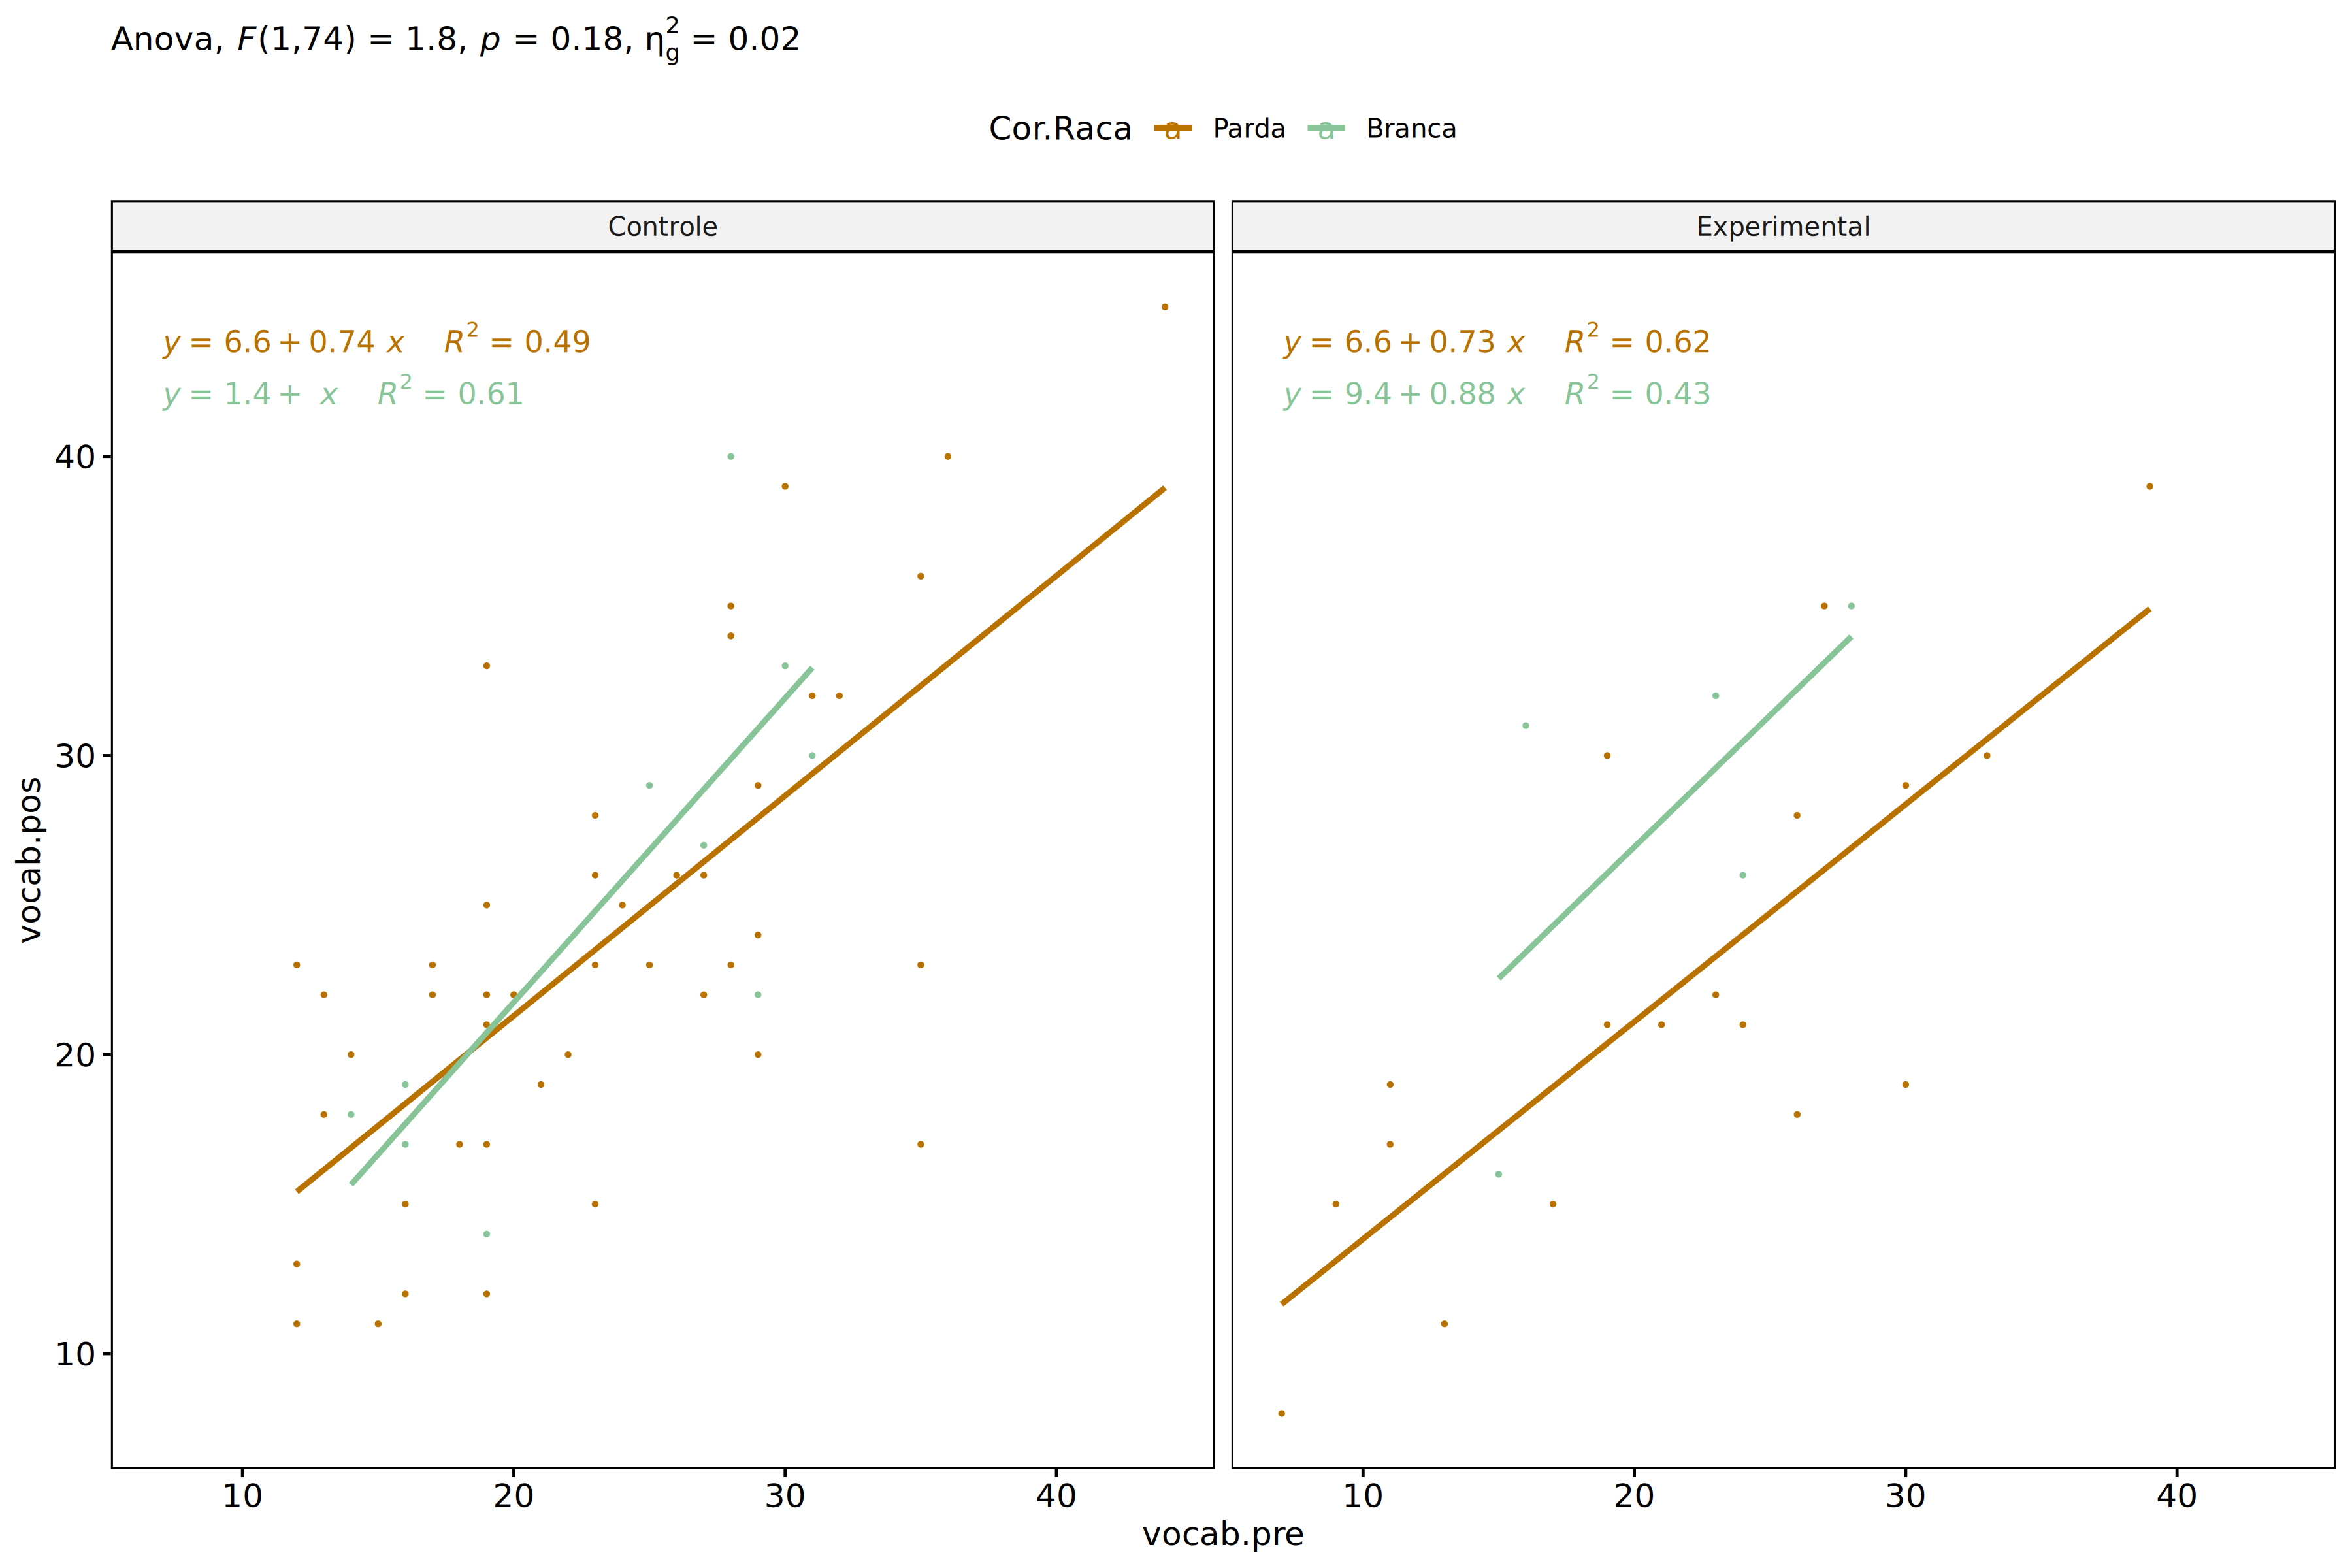 Anova, F(1,74) = 1.8, p = 0.18, η²g = 0.02
Cor.Raca a Parda a Branca
Controle
Experimental
y = 6.6 + 0.74 x R² = 0.49
y = 1.4 + x R² = 0.61
y = 6.6 + 0.73 x R² = 0.62
y = 9.4 + 0.88 x R² = 0.43
vocab.pos
40
30
20
10
10 20 30 40
10 20 30 40
vocab.pre